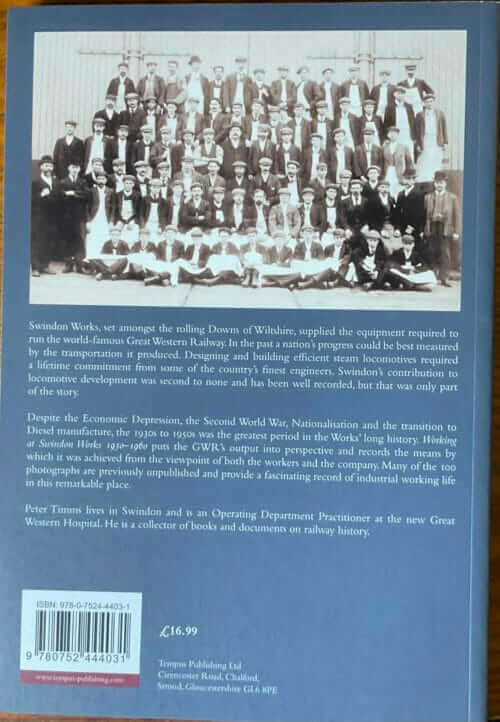 Swindon Works, set amongst the rolling Downs of Wiltshire, supplied the equipment required to
run the world-famous Great Western Railway. In the past a nation's progress could be best measured
by the transportation it produced. Designing and building efficient steam locomotives required
a lifetime commitment from some of the country's finest engineers. Swindon's contribution to
locomotive development was second to none and has been well recorded, but that was only part
of the story.
Despite the Economic Depression, the Second World War, Nationalisation and the transition to
Diesel manufacture, the 1930s to 1950s was the greatest period in the Works' long history. Working
at Swindon Works 1930–1960 puts the GWR's output into perspective and records the means by
which it was achieved from the viewpoint of both the workers and the company. Many of the 100
photographs are previously unpublished and provide a fascinating record of industrial working life
in this remarkable place.
Peter Timms lives in Swindon and is an Operating Department Practitioner at the new Great
Western Hospital. He is a collector of books and documents on railway history.
ISBN: 978-0-7524-4403-1
9 780752 444031
www.tempus-publishing.com
£16.99
Tempus Publishing Ltd
Cirencester Road, Chalford,
Stroud, Gloucestershire GL6 8PE